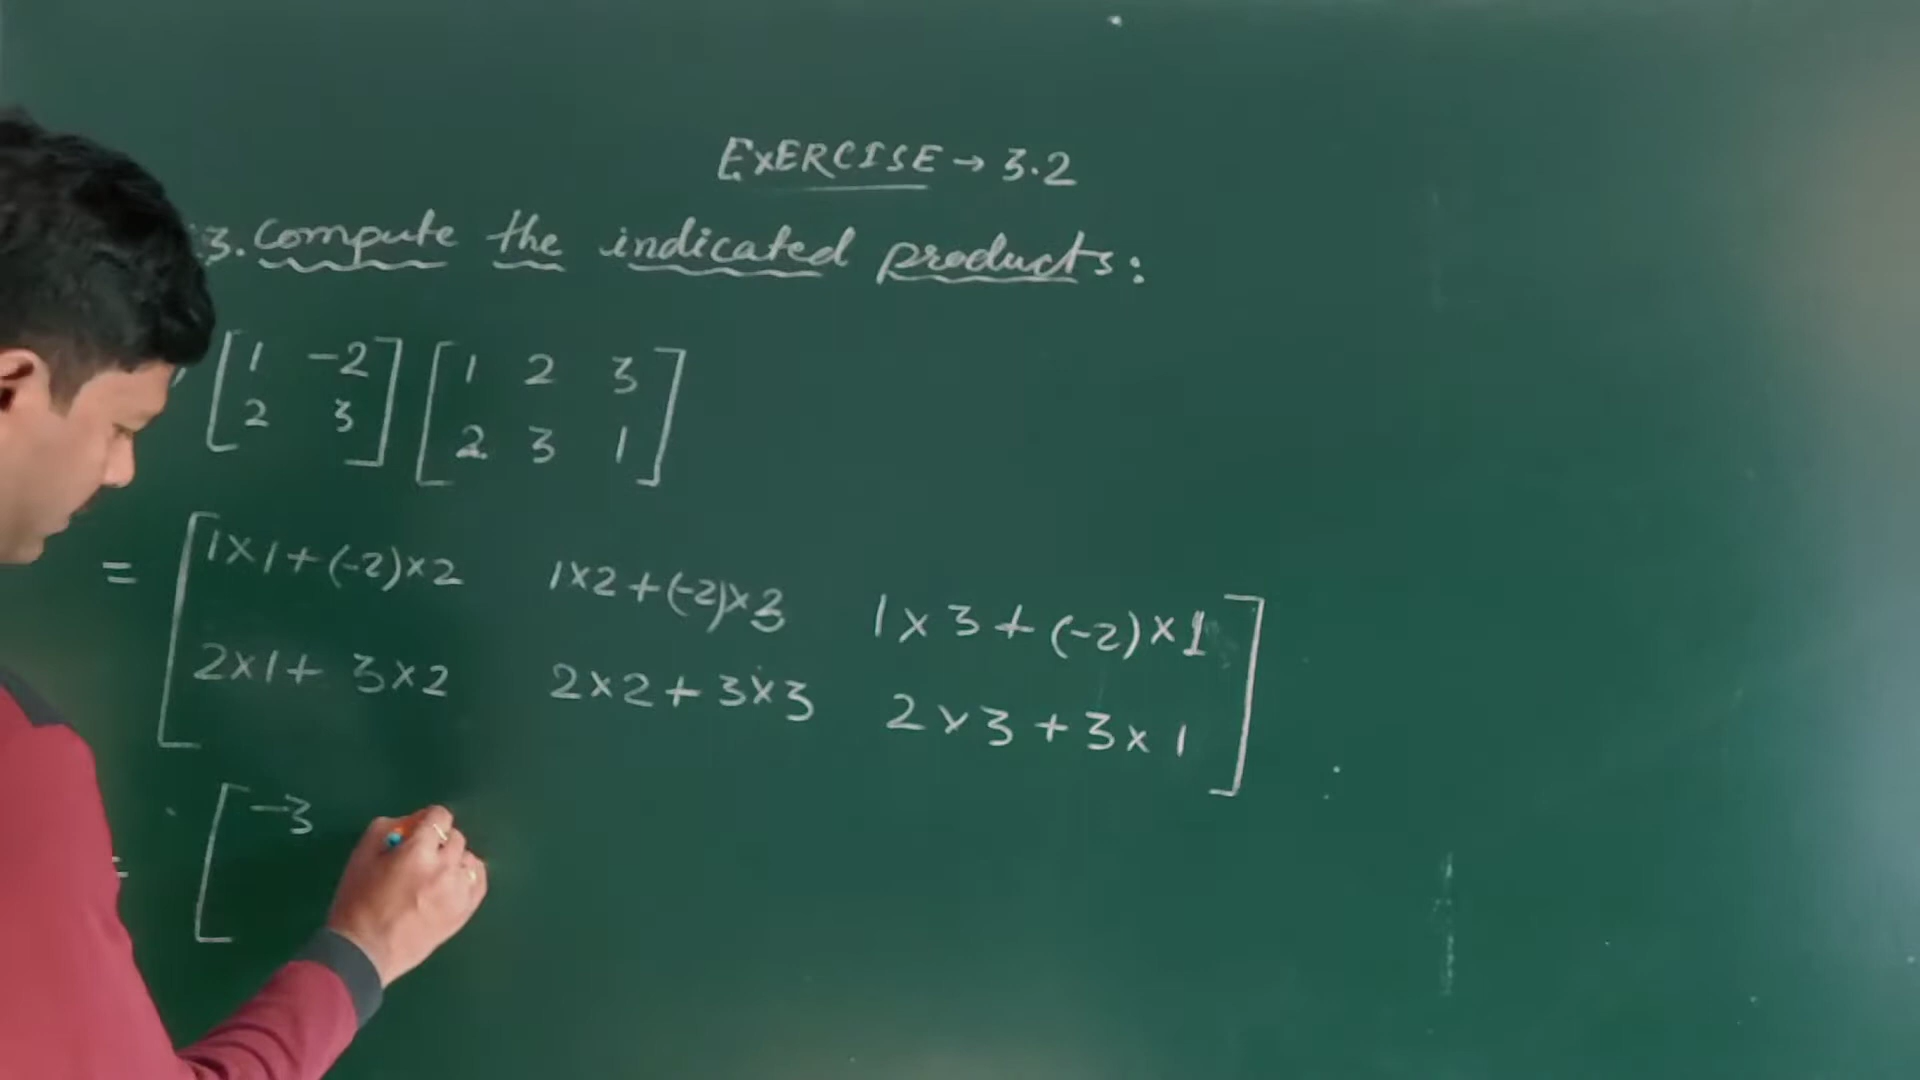 EXERCISE → 3.2
3. Compute the indicated products:
[1 -2] [1 2 3]
[2 3] [2 3 1]
= [1×1+(-2)×2 1×2+(-2)×3 1×3+(-2)×1]
[2×1+ 3×2 2×2+3×3 2×3+3×1]
= [-3